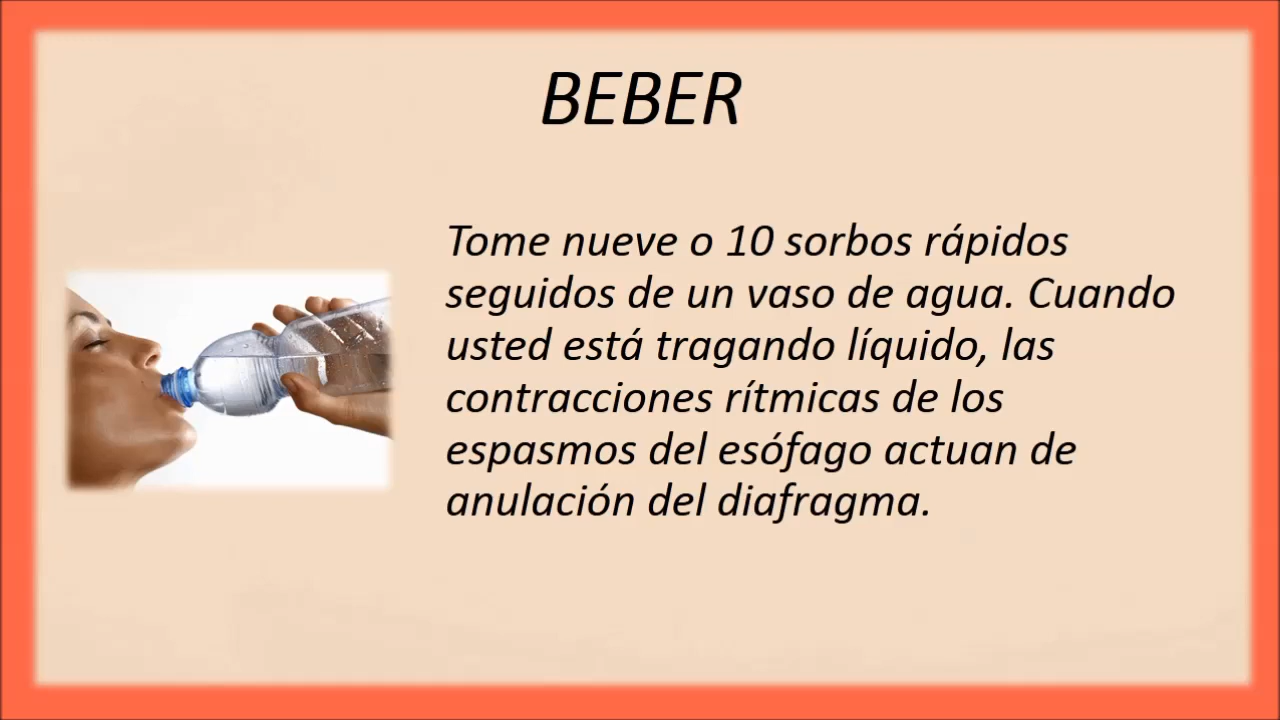 BEBER
Tome nueve o 10 sorbos rápidos
seguidos de un vaso de agua. Cuando
usted está tragando líquido, las
contracciones rítmicas de los
espasmos del esófago actuan de
anulación del diafragma.